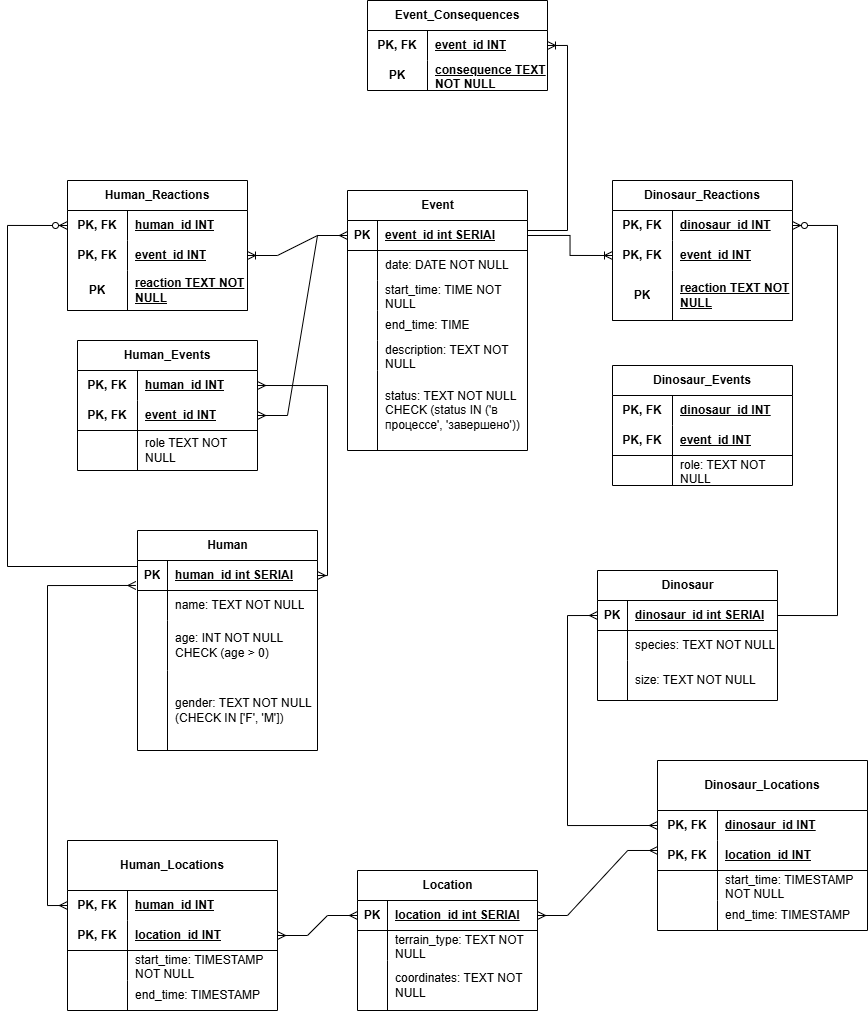 Event_Consequences
PK, FK
event_id INT
PK
consequence TEXT
NOT NULL
Human_Reactions
PK, FK
human_id INT
PK, FK
event_id INT
PK
reaction TEXT NOT
NULL
Event
PK
event_id int SERIAl
date: DATE NOT NULL
start_time: TIME NOT
NULL
end_time: TIME
description: TEXT NOT
NULL
status: TEXT NOT NULL
CHECK (status IN ('в
процессе', 'завершено'))
Dinosaur_Reactions
PK, FK
dinosaur_id INT
PK, FK
event_id INT
PK
reaction TEXT NOT
NULL
Human_Events
PK, FK
human_id INT
PK, FK
event_id INT
role TEXT NOT
NULL
Dinosaur_Events
PK, FK
dinosaur_id INT
PK, FK
event_id INT
role: TEXT NOT
NULL
Human
PK
human_id int SERIAl
name: TEXT NOT NULL
age: INT NOT NULL
CHECK (age > 0)
gender: TEXT NOT NULL
(CHECK IN ['F', 'M'])
Dinosaur
PK
dinosaur_id int SERIAl
species: TEXT NOT NULL
size: TEXT NOT NULL
Dinosaur_Locations
PK, FK
dinosaur_id INT
PK, FK
location_id INT
start_time: TIMESTAMP
NOT NULL
end_time: TIMESTAMP
Human_Locations
PK, FK
human_id INT
PK, FK
location_id INT
start_time: TIMESTAMP
NOT NULL
end_time: TIMESTAMP
Location
PK
location_id int SERIAl
terrain_type: TEXT NOT
NULL
coordinates: TEXT NOT
NULL